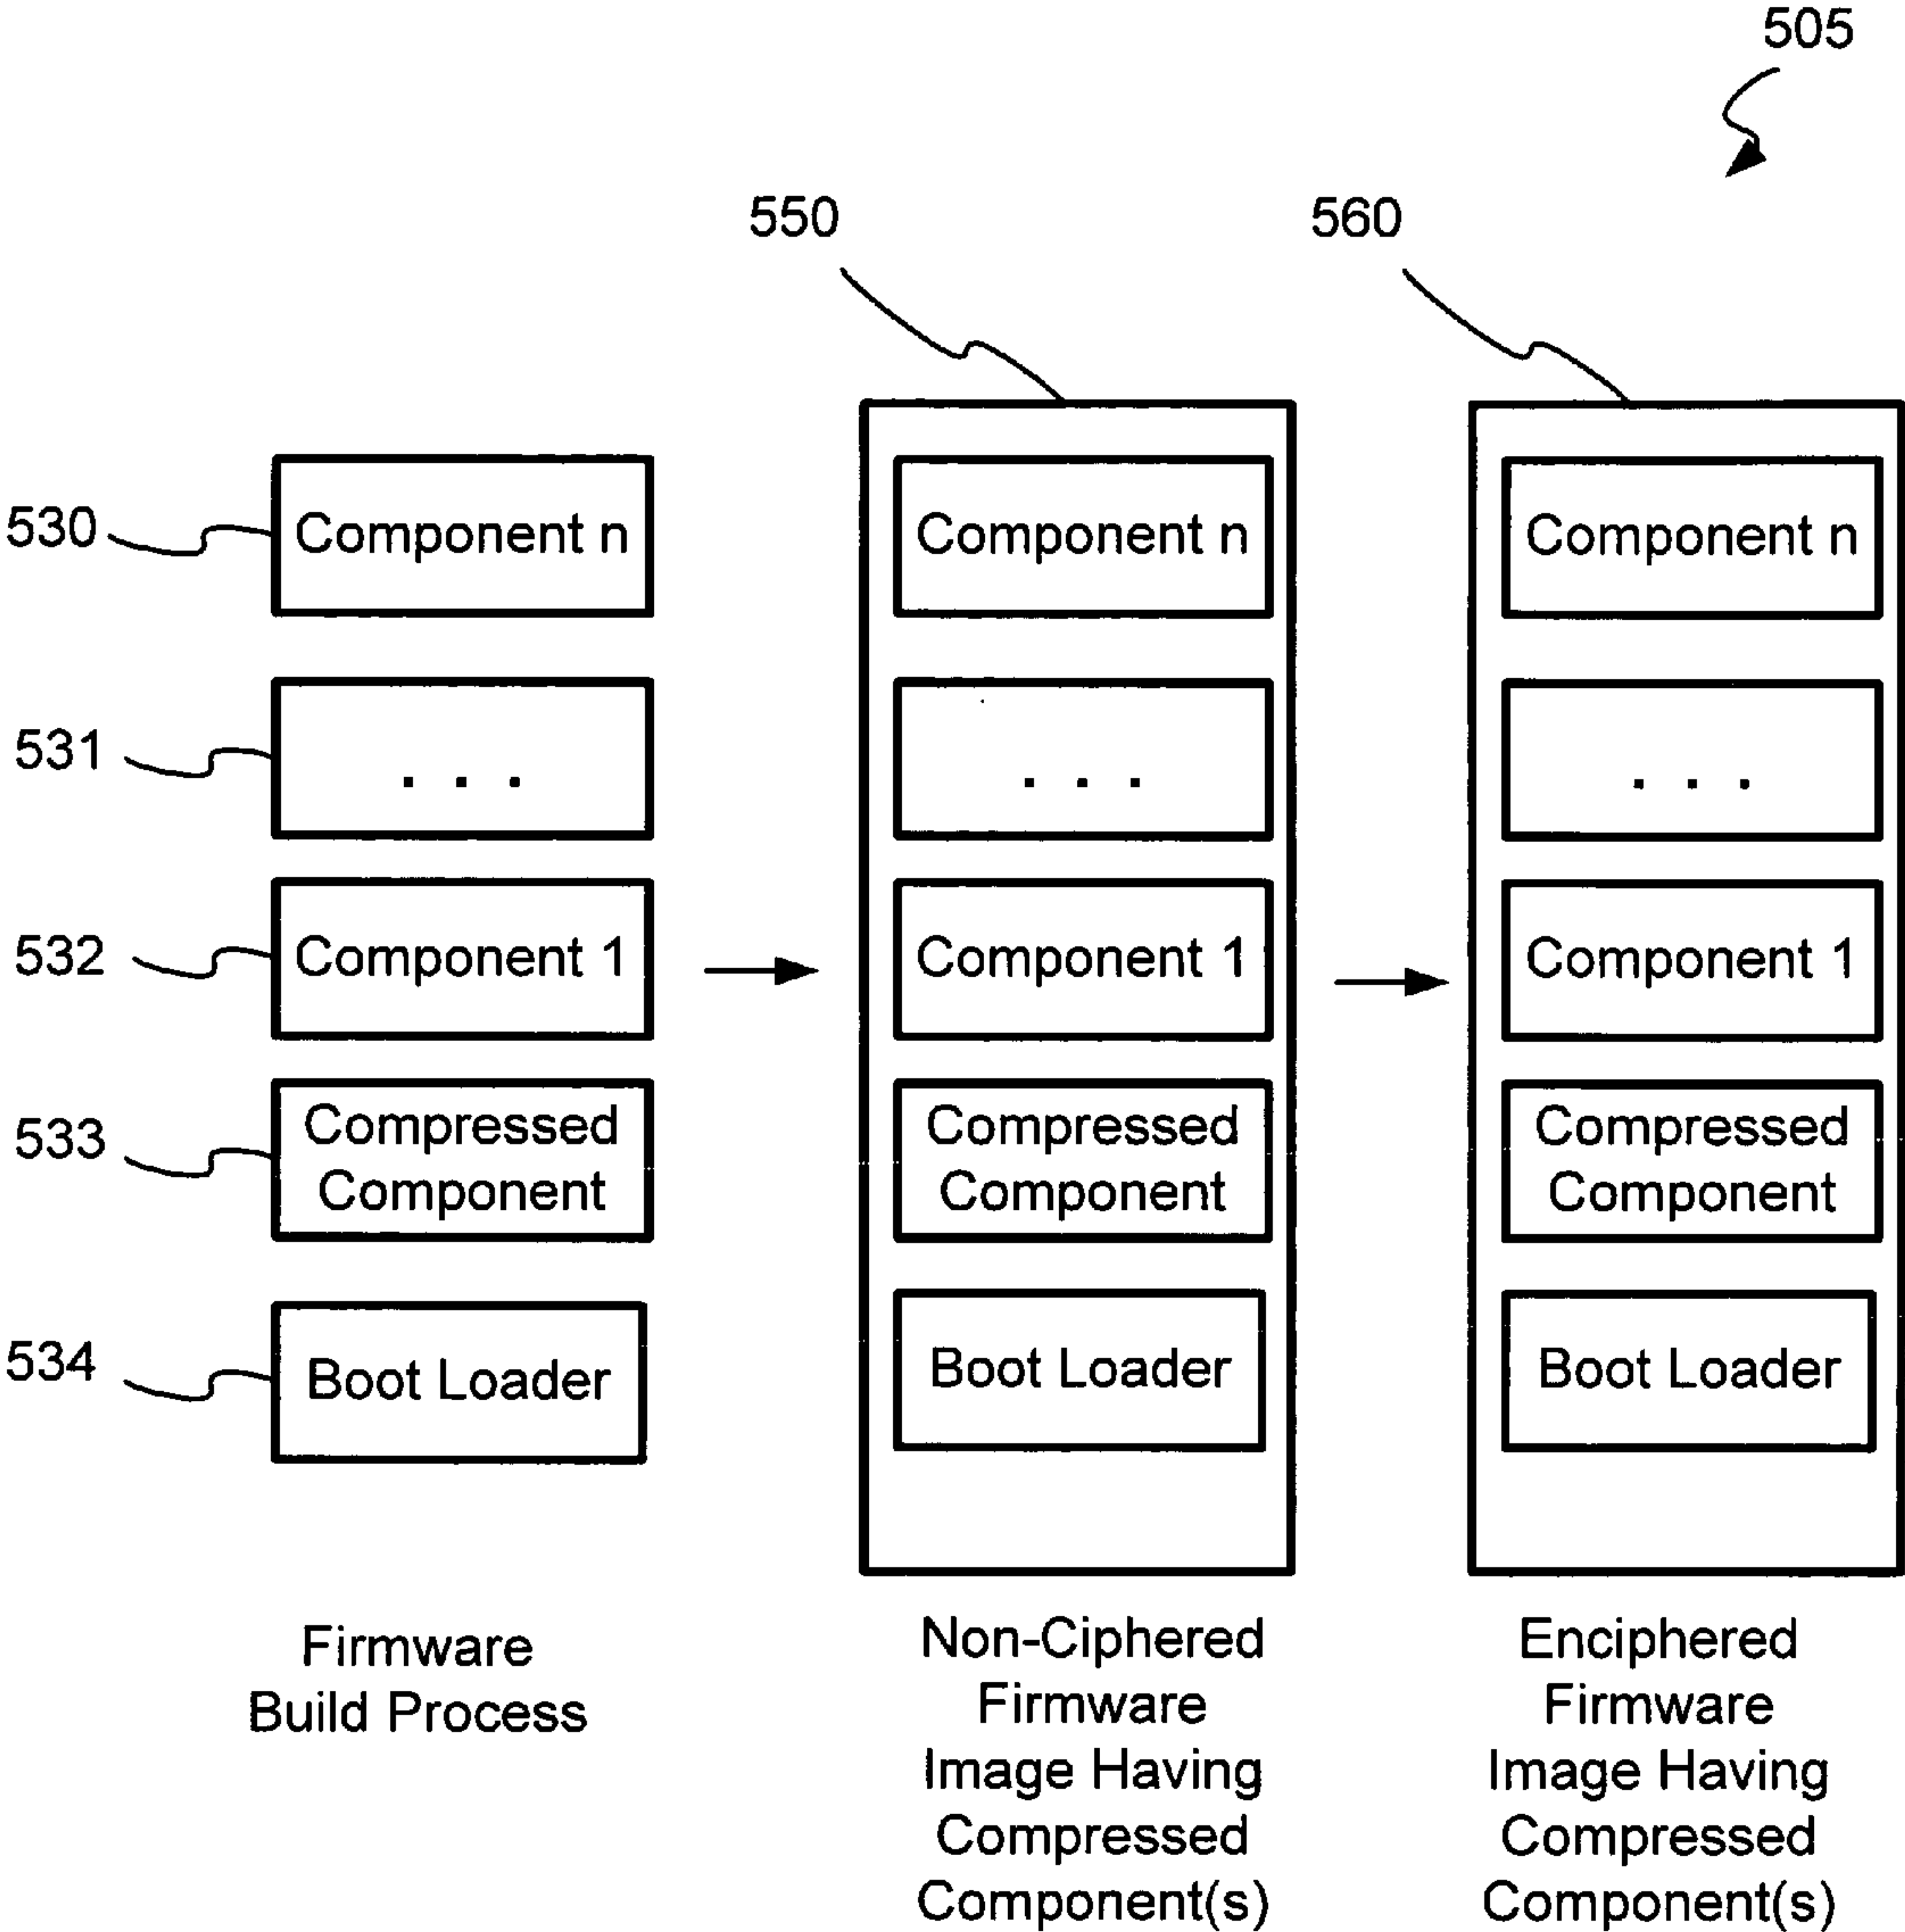 505
550
560
530
Component n
Component n
Component n
531
. . .
. . .
. . .
532
Component 1
Component 1
Component 1
533
Compressed
Component
Compressed
Component
Compressed
Component
534
Boot Loader
Boot Loader
Boot Loader
Firmware
Build Process
Non-Ciphered
Firmware
Image Having
Compressed
Component(s)
Enciphered
Firmware
Image Having
Compressed
Component(s)